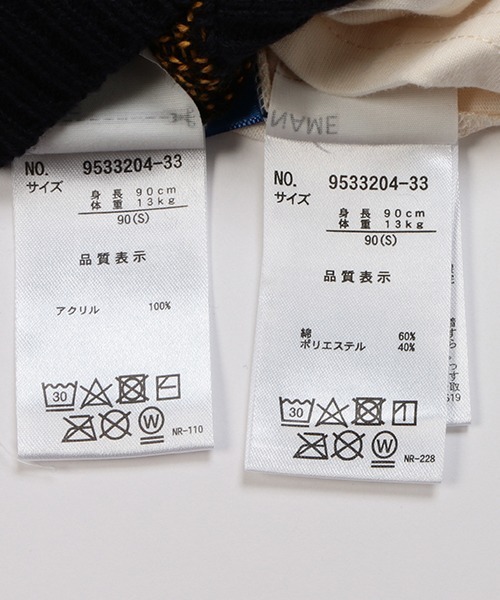 NO. 9533204-33
サイズ
身長 90cm
体重 13kg
90(S)
品質表示
アクリル 100%
30
W
NR-110
NAME
NO. 9533204-33
サイズ
身長 90cm
体重 13kg
90(S)
品質表示
綿 60%
ポリエステル 40%
30
W
NR-228